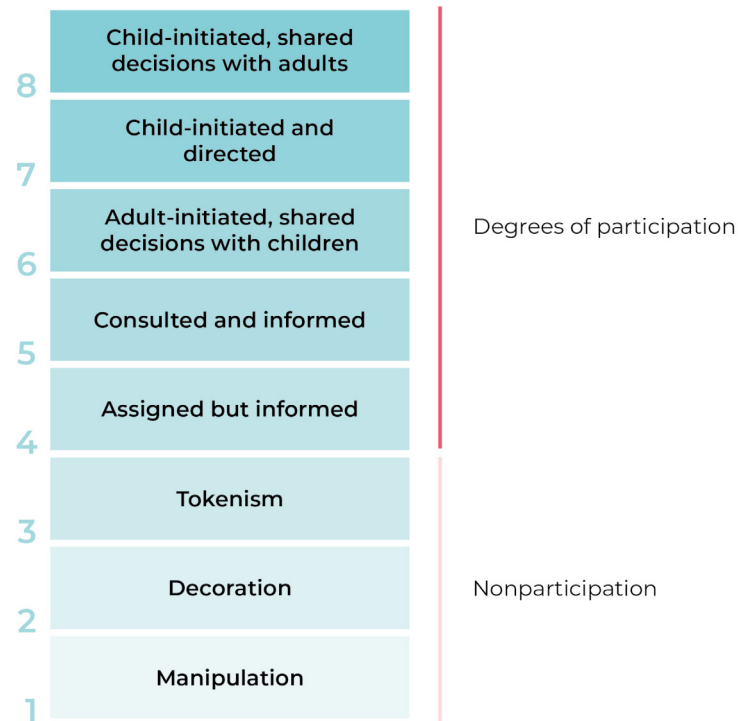 Child-initiated, shared
decisions with adults
8
Child-initiated and
directed
7
Adult-initiated, shared
decisions with children
6
Degrees of participation
Consulted and informed
5
Assigned but informed
4
Tokenism
3
Decoration
2
Nonparticipation
Manipulation
1